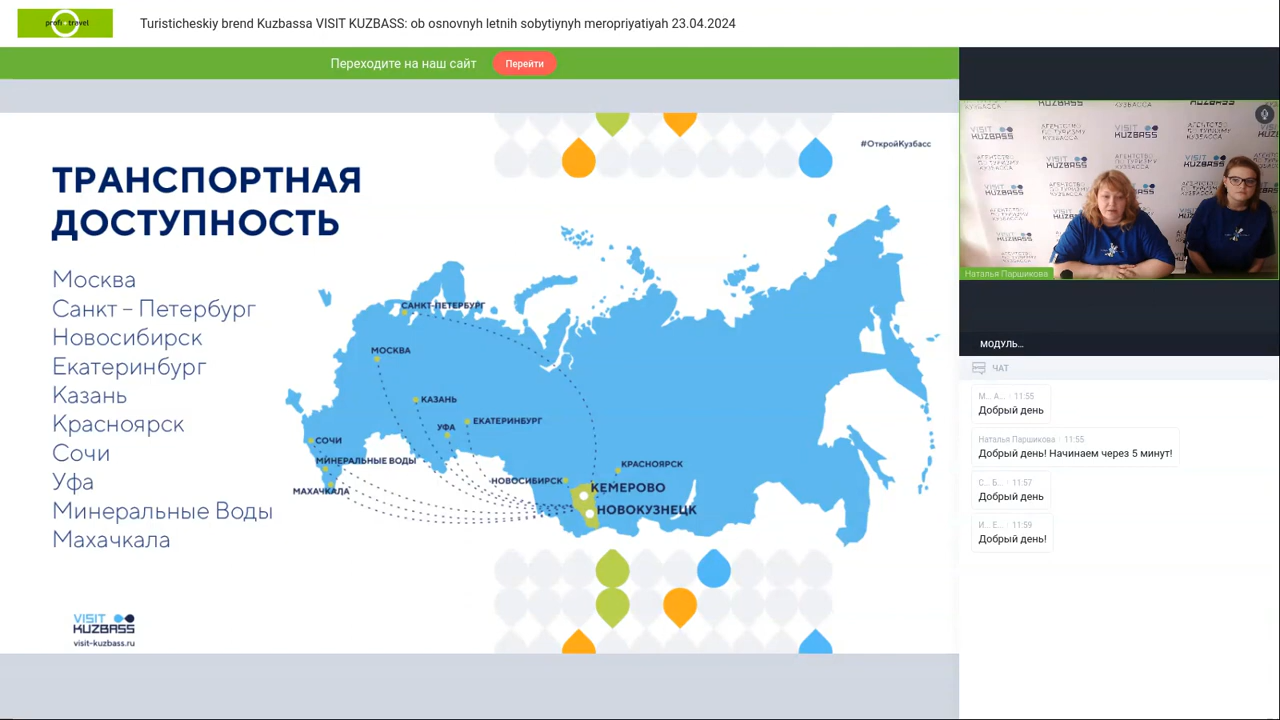 profi travel
Turisticheskiy brend Kuzbassa VISIT KUZBASS: ob osnovnyh letnih sobytiynyh meropriyatiyah 23.04.2024
Переходите на наш сайт
Перейти
#ОткройКузбасс
ТРАНСПОРТНАЯ
ДОСТУПНОСТЬ
Москва
Санкт – Петербург
Новосибирск
Екатеринбург
Казань
Красноярск
Сочи
Уфа
Минеральные Воды
Махачкала
САНКТ-ПЕТЕРБУРГ
МОСКВА
КАЗАНЬ
ЕКАТЕРИНБУРГ
УФА
СОЧИ
МИНЕРАЛЬНЫЕ ВОДЫ
МАХАЧКАЛА
НОВОСИБИРСК
КРАСНОЯРСК
КЕМЕРОВО
НОВОКУЗНЕЦК
VISIT
KUZBASS
visit-kuzbass.ru
VISIT
KUZBASS
АГЕНТСТВО
ПО ТУРИЗМУ
КУЗБАССА
Наталья Паршикова
МОДУЛЬ...
ЧАТ
М... А... · 11:55
Добрый день
Наталья Паршикова · 11:55
Добрый день! Начинаем через 5 минут!
С... Б... · 11:57
Добрый день
И... Е... · 11:59
Добрый день!